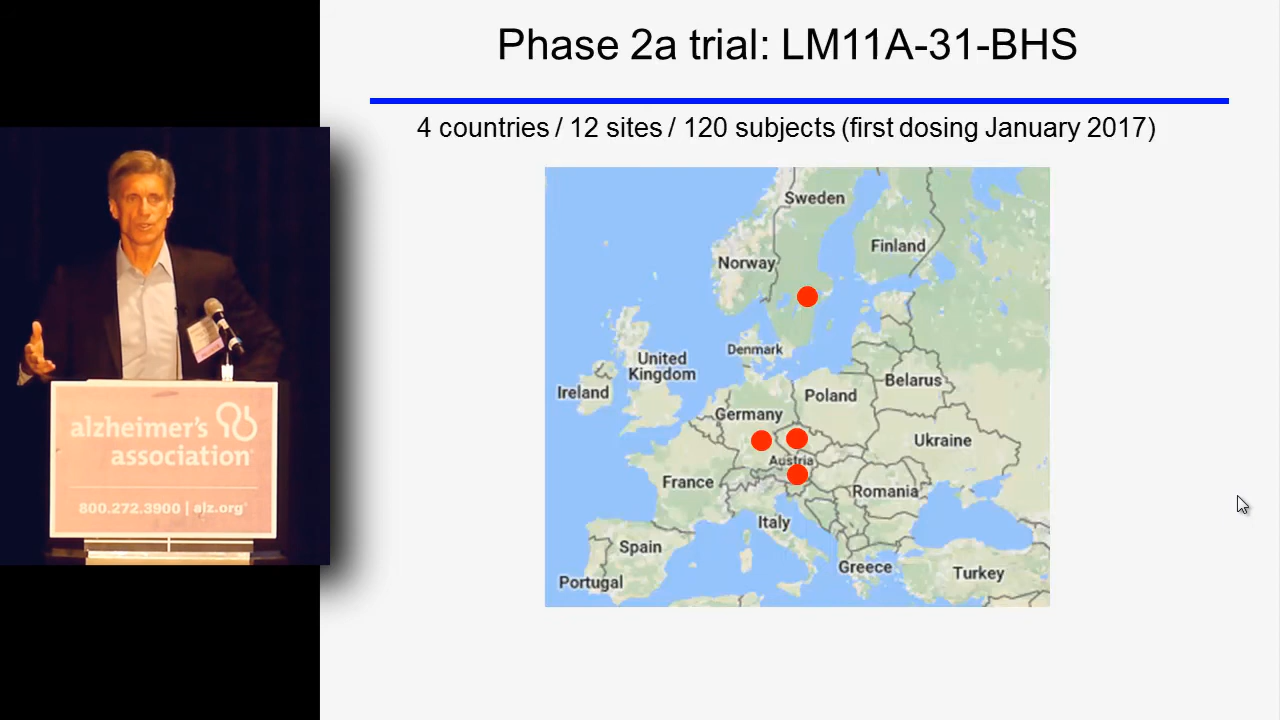 Phase 2a trial: LM11A-31-BHS
4 countries / 12 sites / 120 subjects (first dosing January 2017)
Sweden
Finland
Norway
Denmark
United
Kingdom
Ireland
Belarus
Poland
Germany
Ukraine
Austria
France
Romania
Italy
Spain
Greece
Turkey
Portugal
alzheimer's
association
800.272.3900 | alz.org